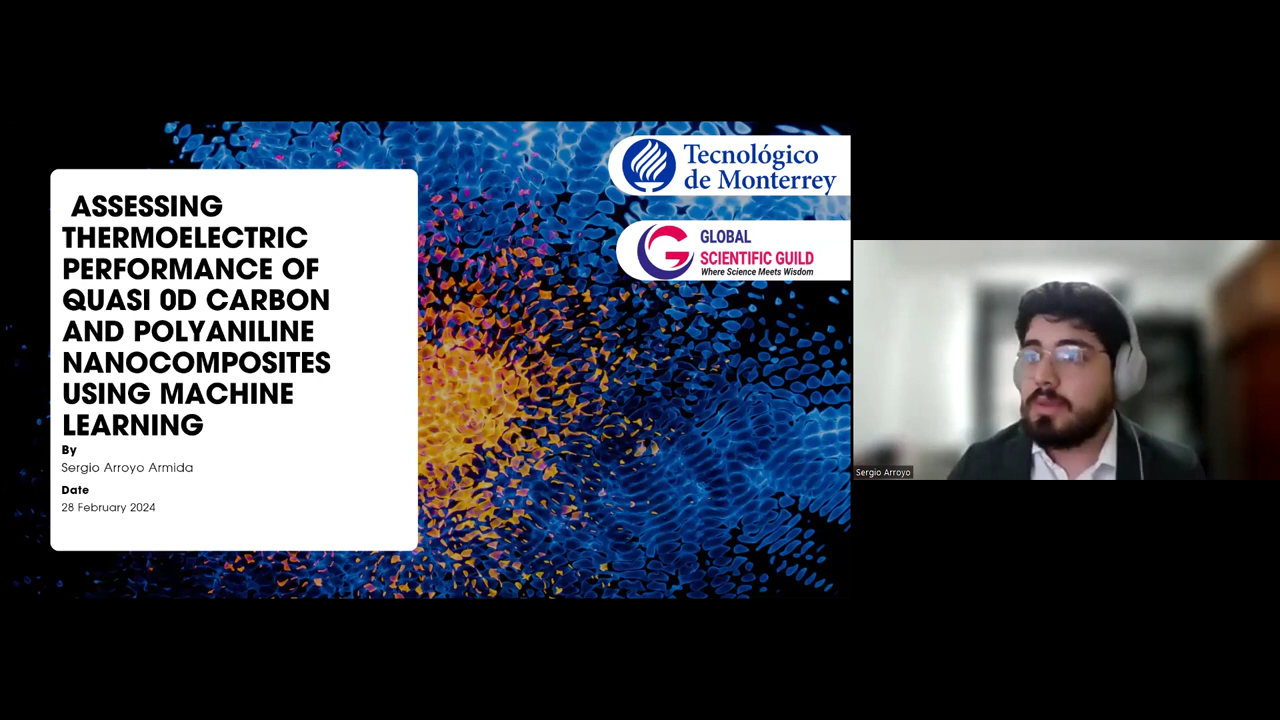 ASSESSING
THERMOELECTRIC
PERFORMANCE OF
QUASI 0D CARBON
AND POLYANILINE
NANOCOMPOSITES
USING MACHINE
LEARNING
By
Sergio Arroyo Armida
Date
28 February 2024
Tecnológico
de Monterrey
GLOBAL
SCIENTIFIC GUILD
Where Science Meets Wisdom
Sergio Arroyo